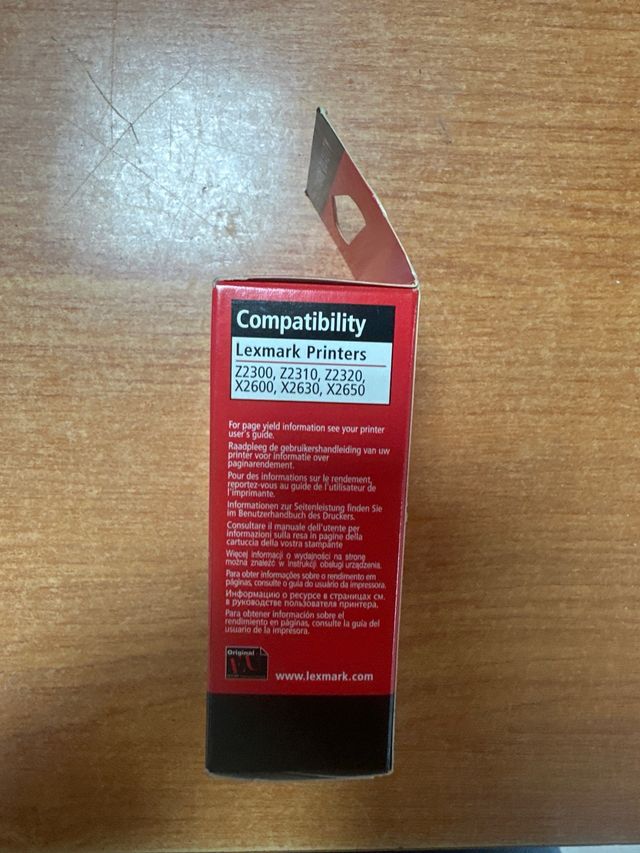 Compatibility
Lexmark Printers
Z2300, Z2310, Z2320,
X2600, X2630, X2650
For page yield information see your printer
user's guide.
Raadpleeg de gebruikershandleiding van uw
printer voor informatie over
paginarendement.
Pour des informations sur le rendement,
reportez-vous au guide de l'utilisateur de
l'imprimante.
Informationen zur Seitenleistung finden Sie
im Benutzerhandbuch des Druckers.
Consultare il manuale dell'utente per
informazioni sulla resa in pagine della
cartuccia della vostra stampante
Więcej informacji o wydajności na stronę
można znaleźć w instrukcji obsługi urządzenia.
Para obter informações sobre o rendimento em
páginas, consulte o guia do usuário da impressora.
Информацию о ресурсе в страницах см.
в руководстве пользователя принтера.
Para obtener información sobre el
rendimiento en páginas, consulte la guía del
usuario de la impresora.
Original
www.lexmark.com